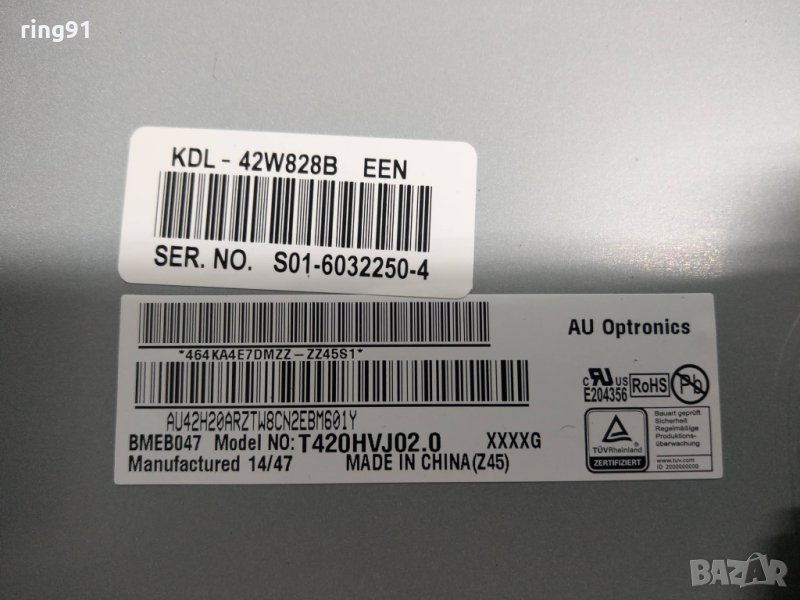 ring91
KDL - 42W828B EEN
SER. NO. S01-6032250-4
AU Optronics
*464KA4E7DMZZ-ZZ45S1*
c RU US
E204356
RoHS
Pb
AU42H20ARZTW8CN2EBM601Y
BMEB047 Model NO: T420HVJ02.0 XXXXG
Manufactured 14/47 MADE IN CHINA(Z45)
TÜVRheinland
ZERTIFIZIERT
Bauart geprüft
Sicherheit
Regelmäßige
Produktions-
überwachung
www.tuv.com
ID 2000000000
BAZAR